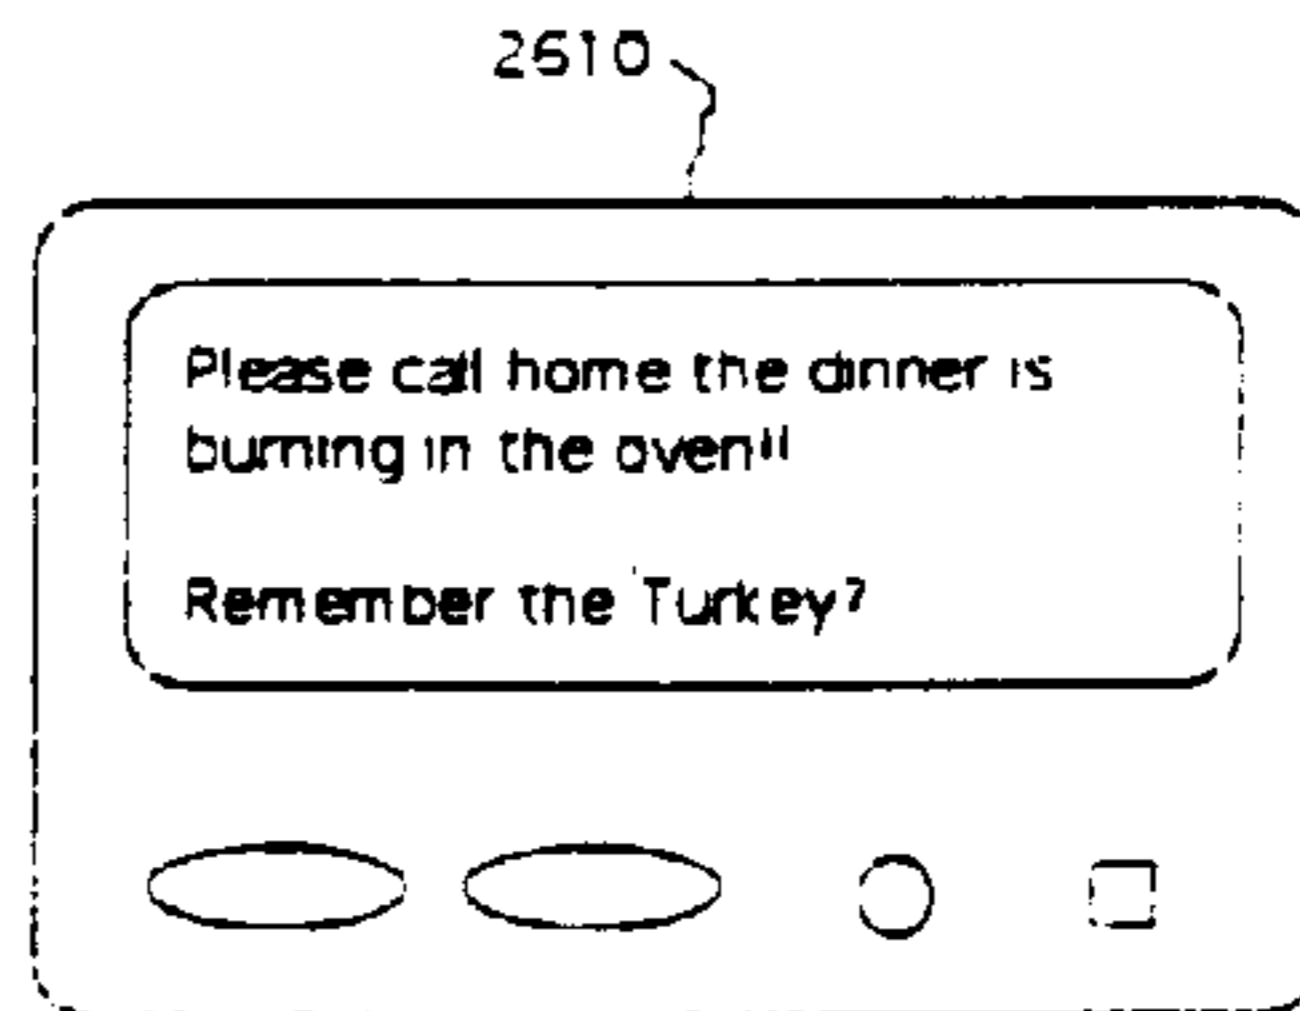 2610
Please call home the dinner is
burning in the oven!!
Remember the Turkey?